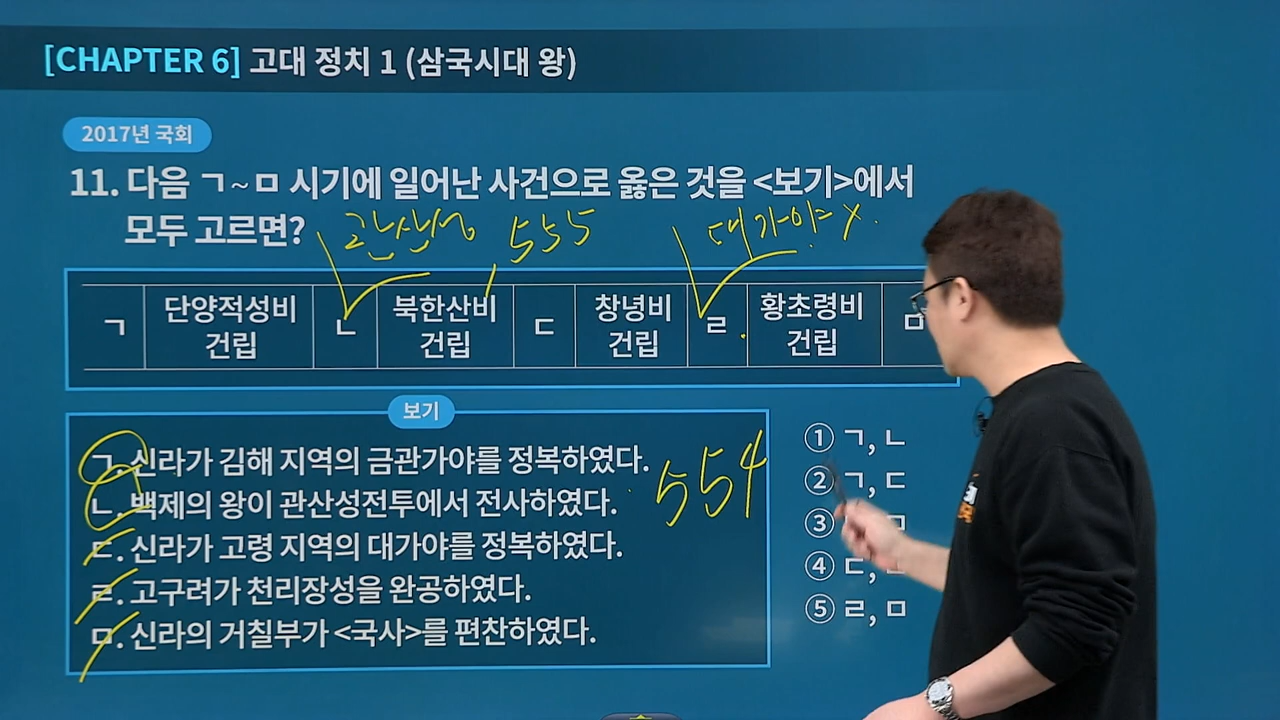 [CHAPTER 6] 고대 정치 1 (삼국시대 왕)
2017년 국회
11. 다음 ㄱ~ㅁ 시기에 일어난 사건으로 옳은 것을 <보기>에서
모두 고르면?
관산성 555 대가야 X.
ㄱ 단양적성비 건립 ㄴ 북한산비 건립 ㄷ 창녕비 건립 ㄹ 황초령비 건립 ㅁ
보기
ㄱ. 신라가 김해 지역의 금관가야를 정복하였다.
ㄴ. 백제의 왕이 관산성전투에서 전사하였다. 554
ㄷ. 신라가 고령 지역의 대가야를 정복하였다.
ㄹ. 고구려가 천리장성을 완공하였다.
ㅁ. 신라의 거칠부가 <국사>를 편찬하였다.
① ㄱ, ㄴ
② ㄱ, ㄷ
③ ㅁ
④ ㄷ,
⑤ ㄹ, ㅁ